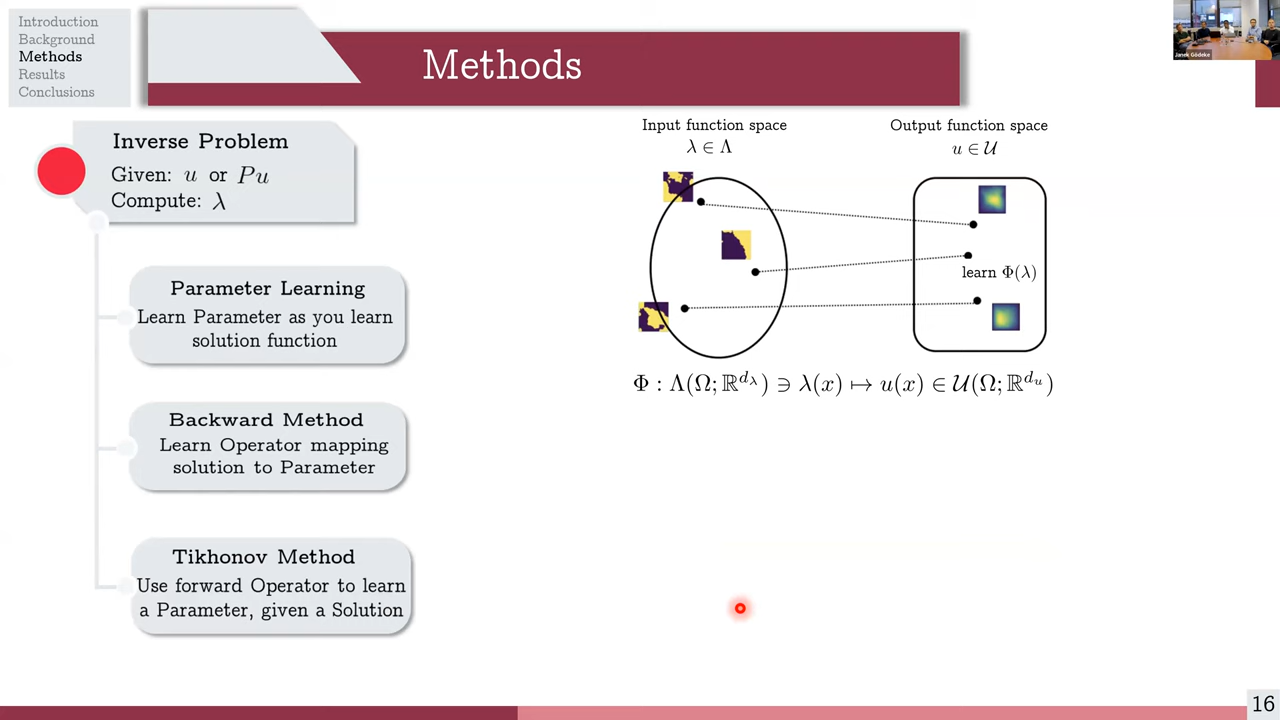 Introduction
Background
Methods
Results
Conclusions
Methods
Janek Gödeke
Inverse Problem
Given: u or Pu
Compute: λ
Parameter Learning
Learn Parameter as you learn
solution function
Backward Method
Learn Operator mapping
solution to Parameter
Tikhonov Method
Use forward Operator to learn
a Parameter, given a Solution
Input function space
λ ∈ Λ
Output function space
u ∈ 𝒰
learn Φ(λ)
Φ : Λ(Ω; ℝ^{d_λ}) ∋ λ(x) ↦ u(x) ∈ 𝒰(Ω; ℝ^{d_u})
16